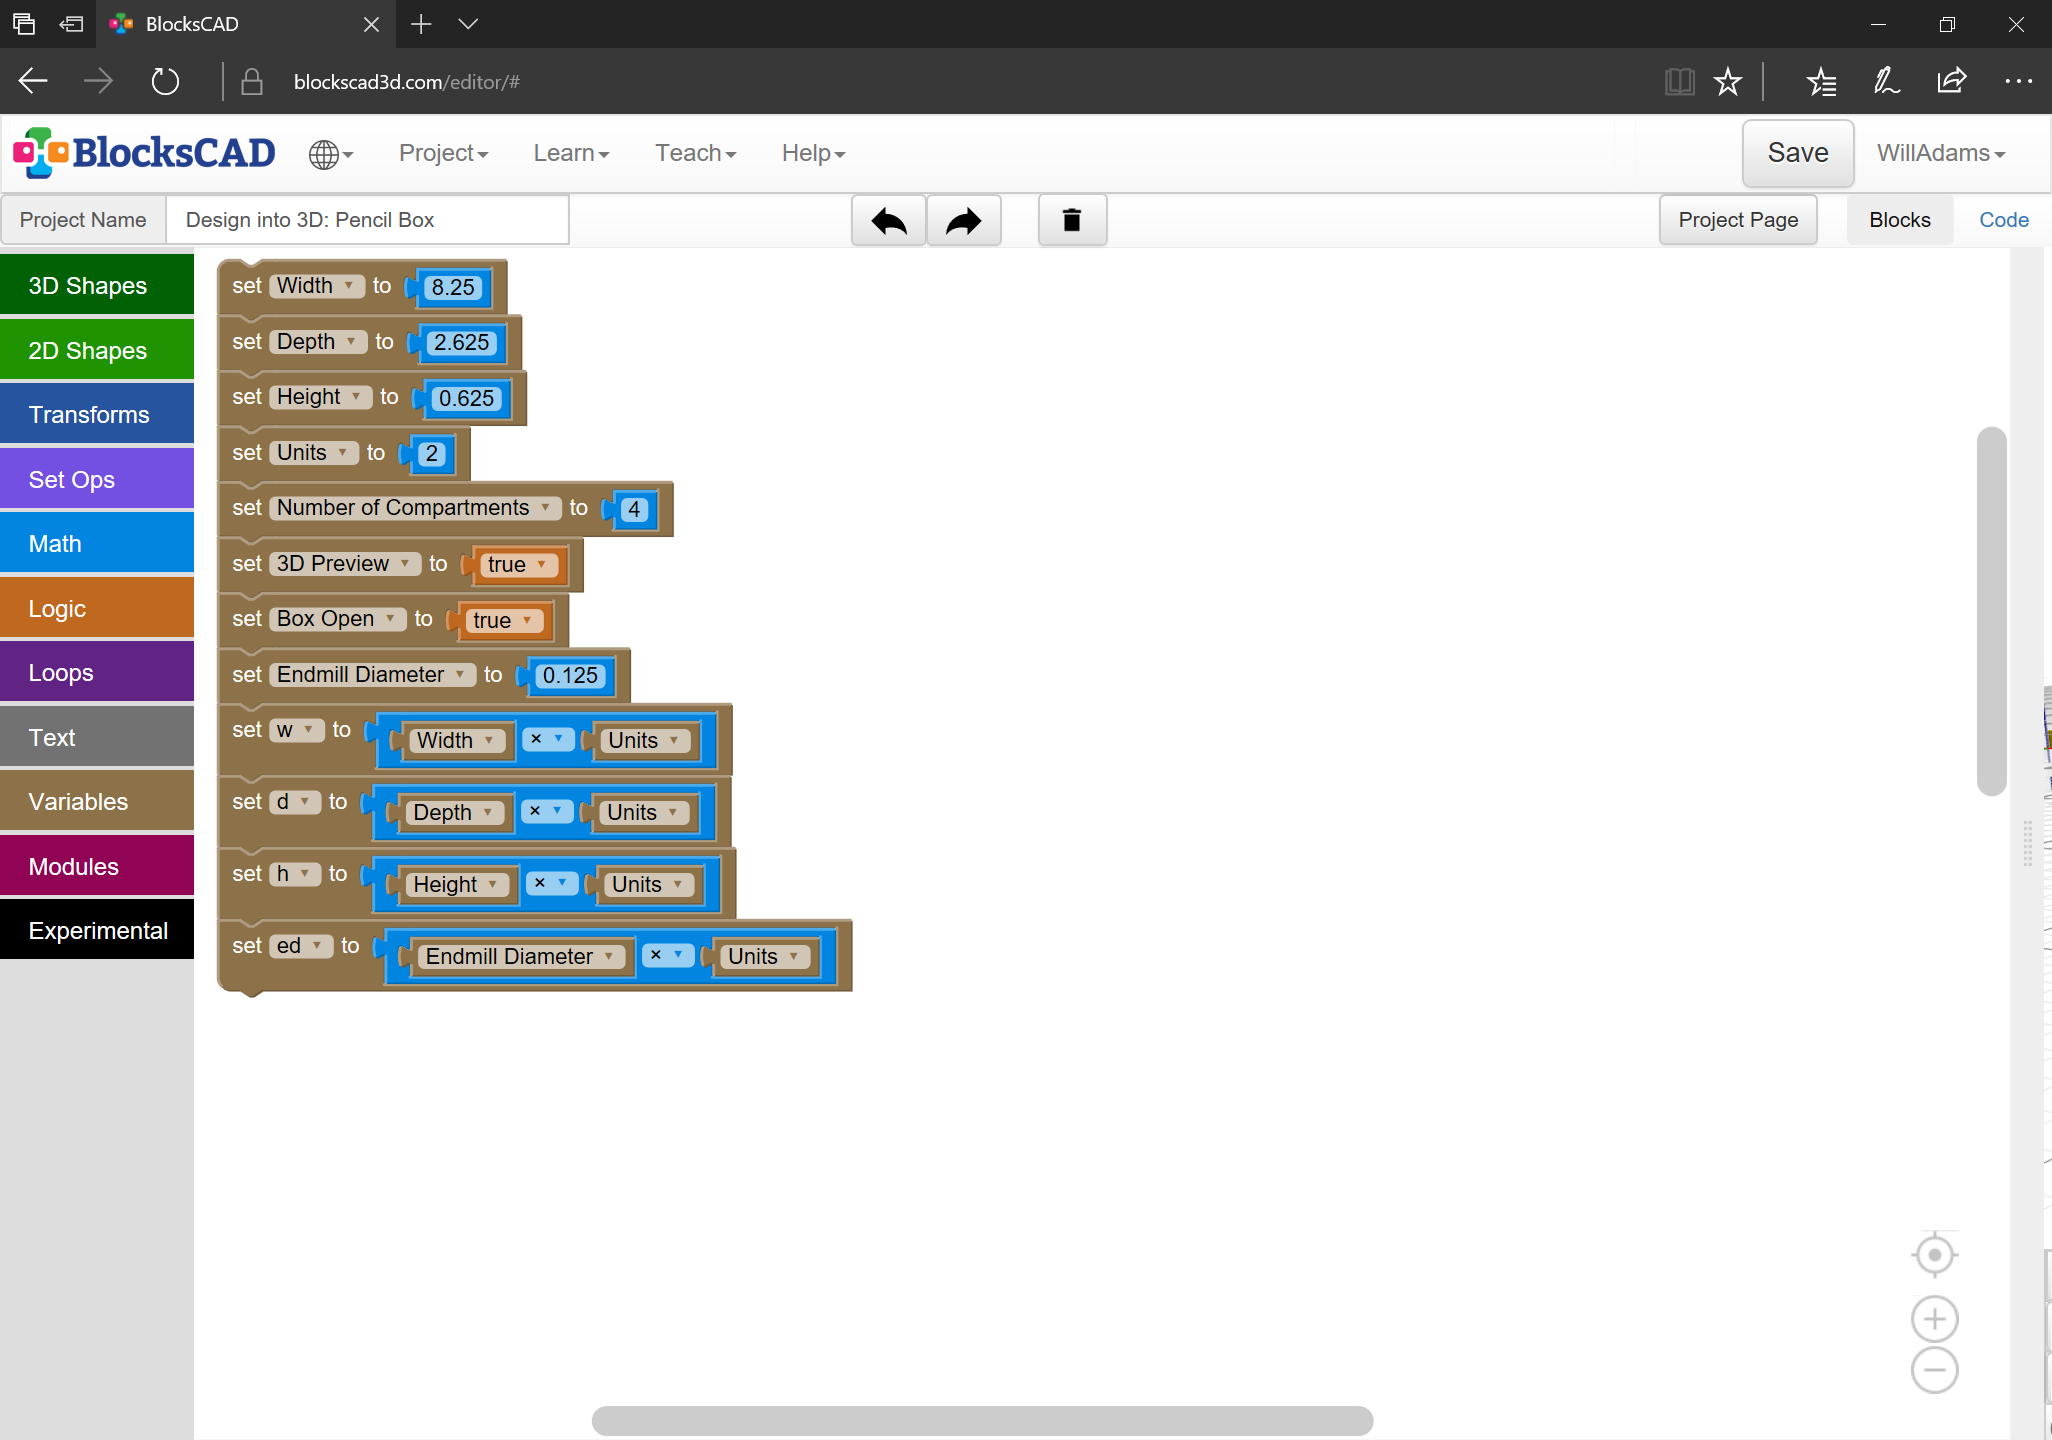 BlocksCAD
blockscad3d.com/editor/#
BlocksCAD Project Learn Teach Help Save WillAdams
Project Name Design into 3D: Pencil Box Project Page Blocks Code
3D Shapes
2D Shapes
Transforms
Set Ops
Math
Logic
Loops
Text
Variables
Modules
Experimental
set Width to 8.25
set Depth to 2.625
set Height to 0.625
set Units to 2
set Number of Compartments to 4
set 3D Preview to true
set Box Open to true
set Endmill Diameter to 0.125
set w to Width × Units
set d to Depth × Units
set h to Height × Units
set ed to Endmill Diameter × Units